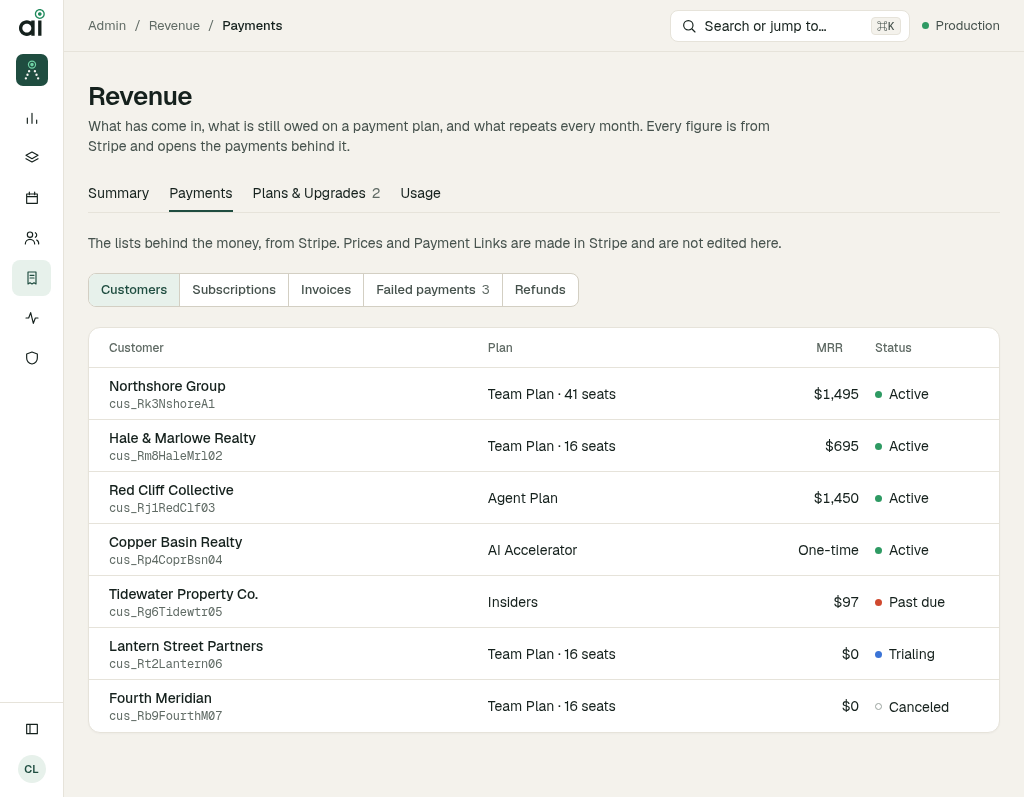 ai
Admin / Revenue / Payments
Search or jump to…
⌘K
Production
Revenue
What has come in, what is still owed on a payment plan, and what repeats every month. Every figure is from
Stripe and opens the payments behind it.
Summary
Payments
Plans & Upgrades 2
Usage
The lists behind the money, from Stripe. Prices and Payment Links are made in Stripe and are not edited here.
Customers
Subscriptions
Invoices
Failed payments 3
Refunds
Customer Plan MRR Status
Northshore Group
cus_Rk3NshoreA1
Team Plan · 41 seats $1,495 Active
Hale & Marlowe Realty
cus_Rm8HaleMrl02
Team Plan · 16 seats $695 Active
Red Cliff Collective
cus_Rj1RedClf03
Agent Plan $1,450 Active
Copper Basin Realty
cus_Rp4CoprBsn04
AI Accelerator One-time Active
Tidewater Property Co.
cus_Rg6Tidewtr05
Insiders $97 Past due
Lantern Street Partners
cus_Rt2Lantern06
Team Plan · 16 seats $0 Trialing
Fourth Meridian
cus_Rb9FourthM07
Team Plan · 16 seats $0 Canceled
CL